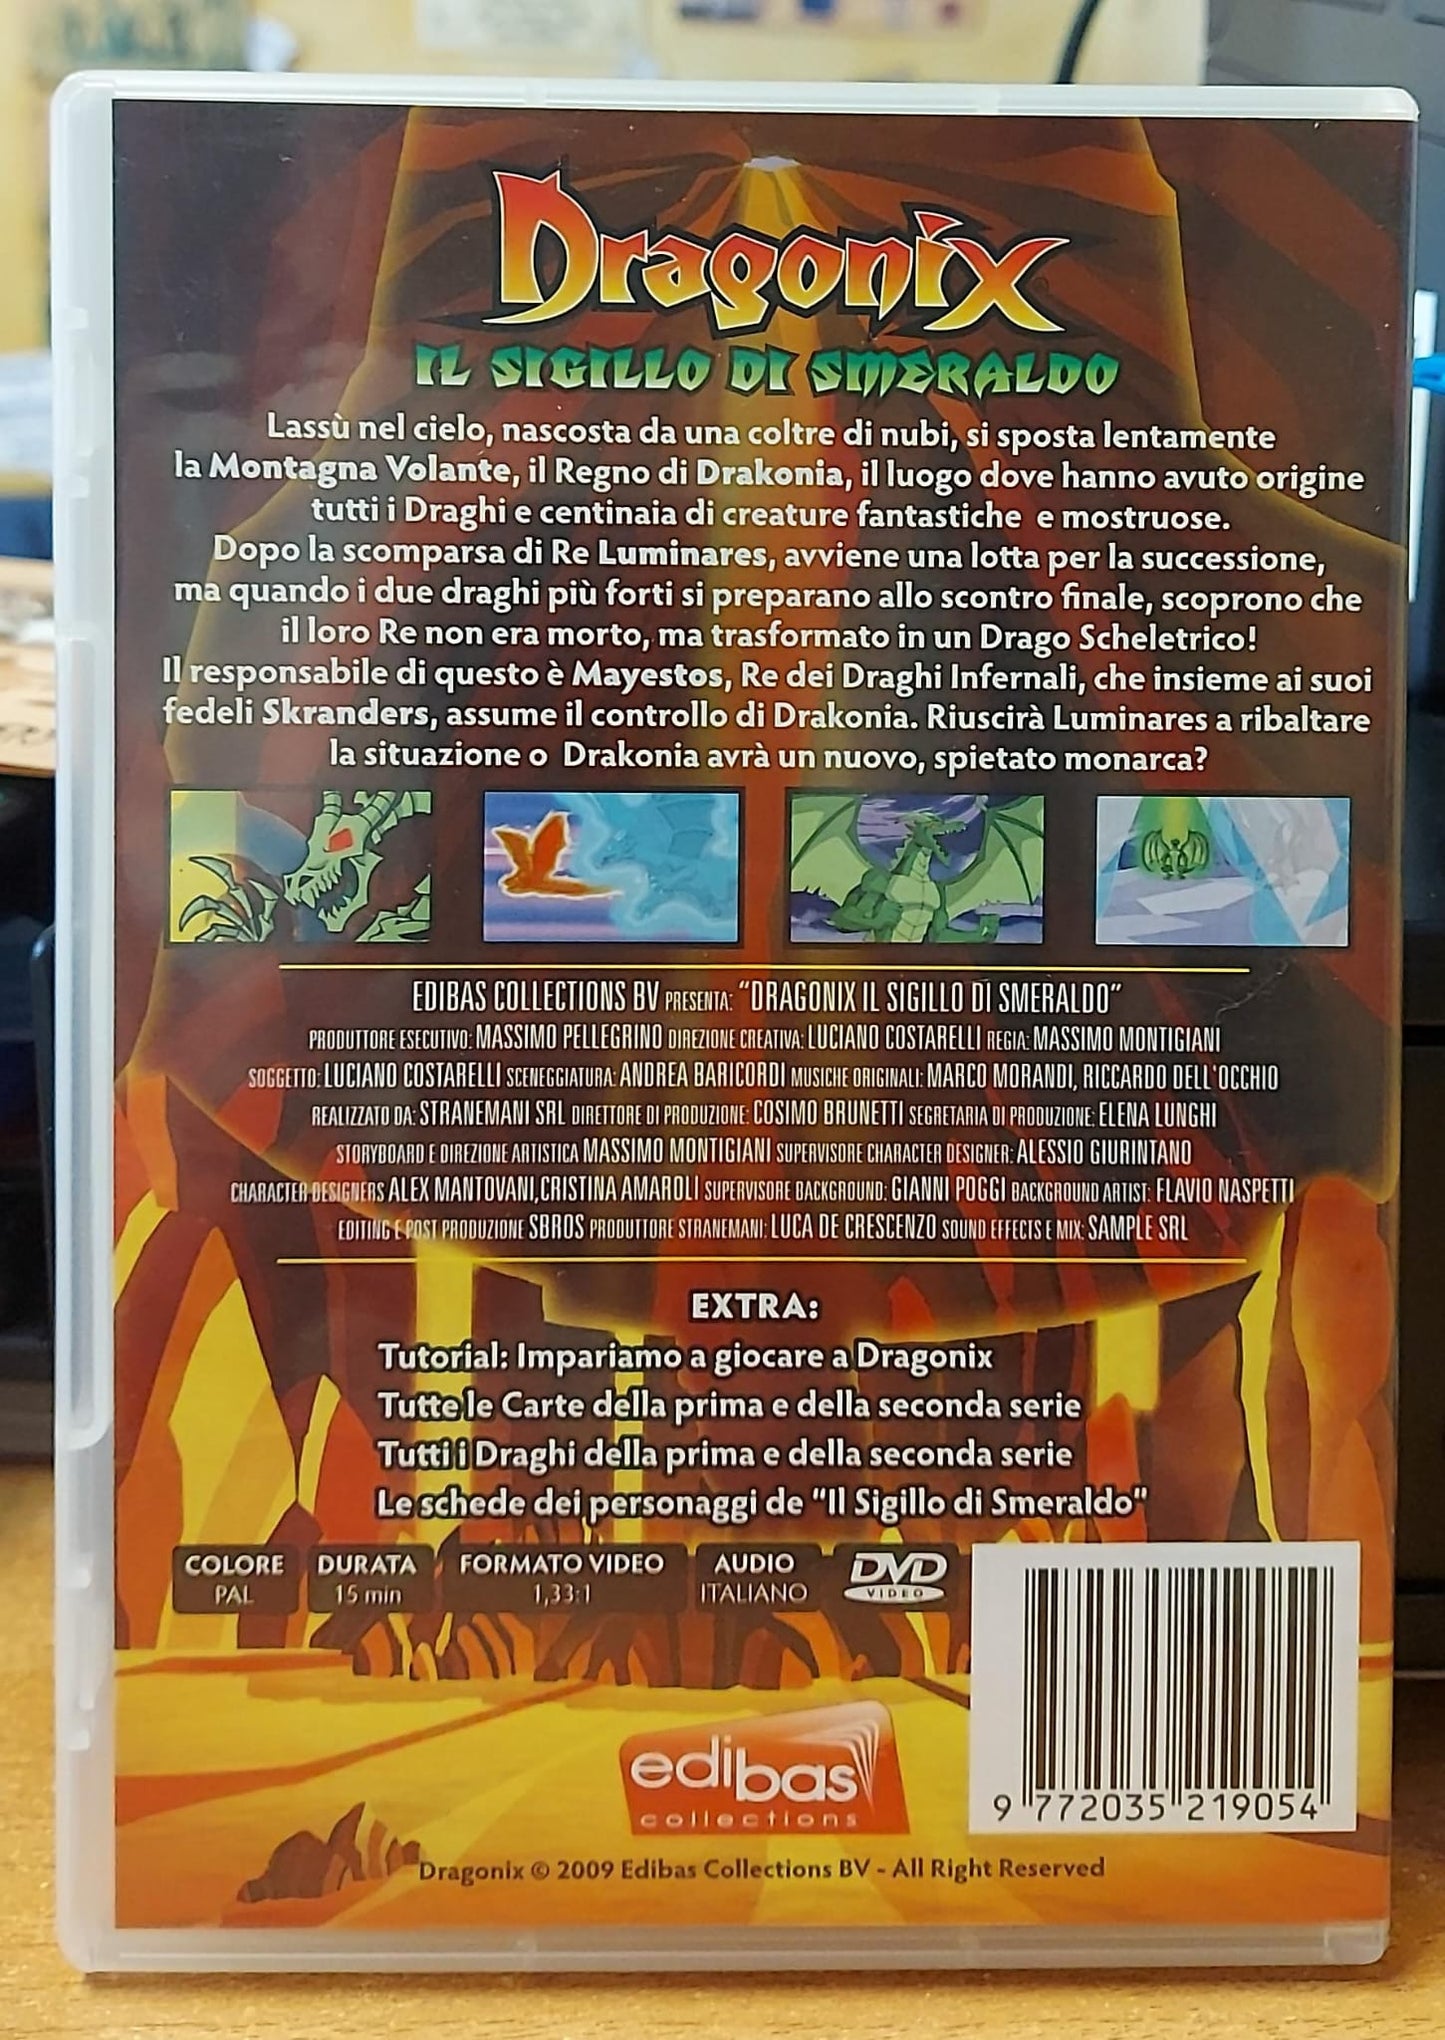 Dragonix
IL SIGILLO DI SMERALDO
Lassù nel cielo, nascosta da una coltre di nubi, si sposta lentamente
la Montagna Volante, il Regno di Drakonia, il luogo dove hanno avuto origine
tutti i Draghi e centinaia di creature fantastiche e mostruose.
Dopo la scomparsa di Re Luminares, avviene una lotta per la successione,
ma quando i due draghi più forti si preparano allo scontro finale, scoprono che
il loro Re non era morto, ma trasformato in un Drago Scheletrico!
Il responsabile di questo è Mayestos, Re dei Draghi Infernali, che insieme ai suoi
fedeli Skranders, assume il controllo di Drakonia. Riuscirà Luminares a ribaltare
la situazione o Drakonia avrà un nuovo, spietato monarca?
EDIBAS COLLECTIONS BV PRESENTA: "DRAGONIX IL SIGILLO DI SMERALDO"
PRODUTTORE ESECUTIVO: MASSIMO PELLEGRINO DIREZIONE CREATIVA: LUCIANO COSTARELLI REGIA: MASSIMO MONTIGIANI
SOGGETTO: LUCIANO COSTARELLI SCENEGGIATURA: ANDREA BARICORDI MUSICHE ORIGINALI: MARCO MORANDI, RICCARDO DELL'OCCHIO
REALIZZATO DA: STRANEMANI SRL DIRETTORE DI PRODUZIONE: COSIMO BRUNETTI SEGRETARIA DI PRODUZIONE: ELENA LUNGHI
STORYBOARD E DIREZIONE ARTISTICA MASSIMO MONTIGIANI SUPERVISORE CHARACTER DESIGNER: ALESSIO GIURINTANO
CHARACTER DESIGNERS ALEX MANTOVANI,CRISTINA AMAROLI SUPERVISORE BACKGROUND: GIANNI POGGI BACKGROUND ARTIST: FLAVIO NASPETTI
EDITING E POST PRODUZIONE SBROS PRODUTTORE STRANEMANI: LUCA DE CRESCENZO SOUND EFFECTS E MIX: SAMPLE SRL
EXTRA:
Tutorial: Impariamo a giocare a Dragonix
Tutte le Carte della prima e della seconda serie
Tutti i Draghi della prima e della seconda serie
Le schede dei personaggi de "Il Sigillo di Smeraldo"
COLORE DURATA FORMATO VIDEO AUDIO DVD
PAL 15 min 1,33:1 ITALIANO VIDEO
edibas
collections
9 772035 219054
Dragonix © 2009 Edibas Collections BV - All Right Reserved